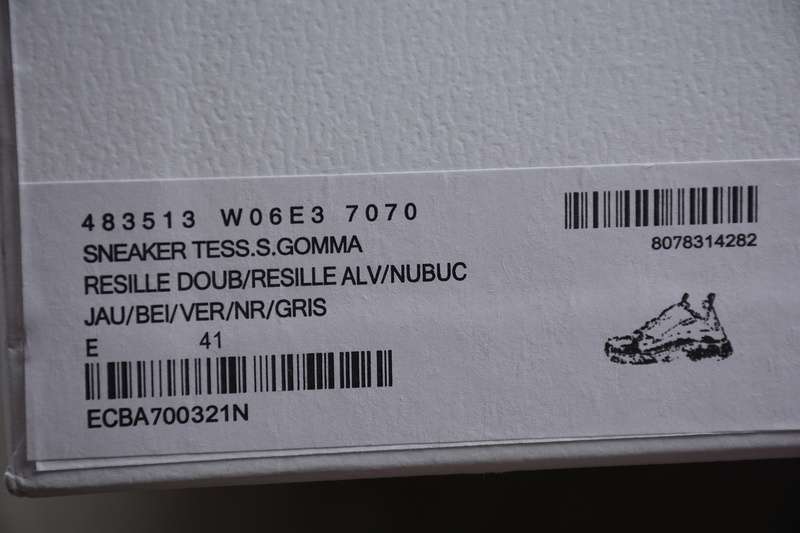 483513 W06E3 7070
SNEAKER TESS.S.GOMMA
RESILLE DOUB/RESILLE ALV/NUBUC
JAU/BEI/VER/NR/GRIS
E 41
ECBA700321N
8078314282